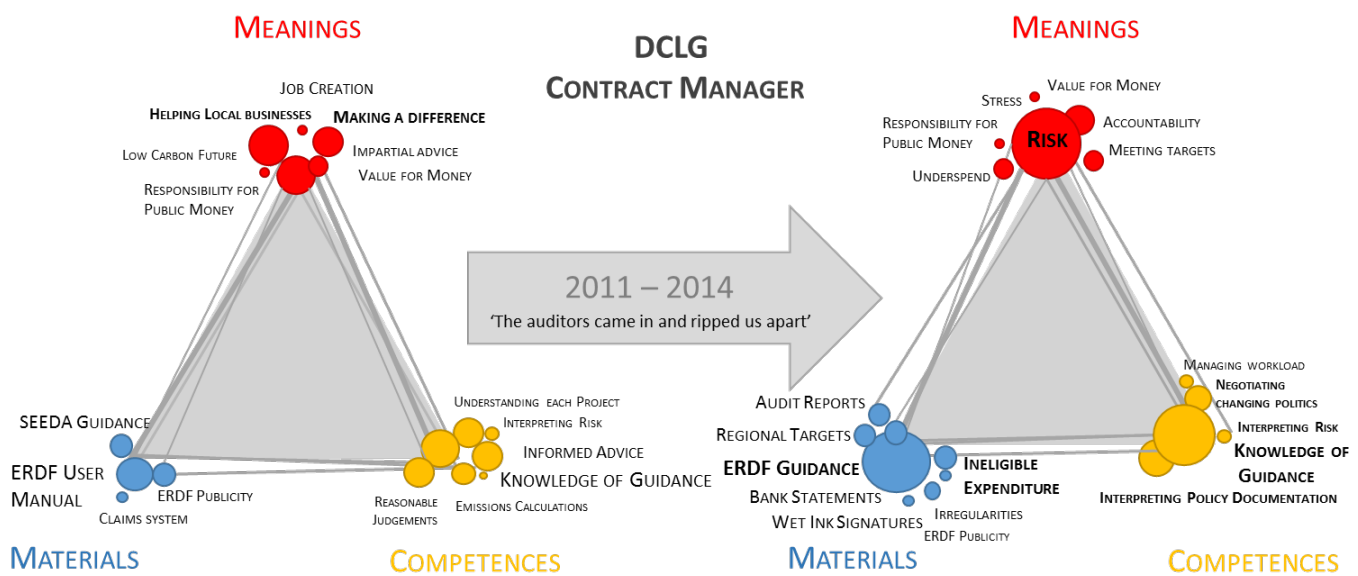 MEANINGS
DCLG
CONTRACT MANAGER
MEANINGS
JOB CREATION
HELPING LOCAL BUSINESSES
MAKING A DIFFERENCE
LOW CARBON FUTURE
IMPARTIAL ADVICE
VALUE FOR MONEY
RESPONSIBILITY FOR
PUBLIC MONEY
VALUE FOR MONEY
STRESS
RESPONSIBILITY FOR
PUBLIC MONEY
RISK
ACCOUNTABILITY
MEETING TARGETS
UNDERSPEND
2011 – 2014
‘The auditors came in and ripped us apart’
SEEDA GUIDANCE
ERDF USER
MANUAL
ERDF PUBLICITY
CLAIMS SYSTEM
UNDERSTANDING EACH PROJECT
INTERPRETING RISK
INFORMED ADVICE
KNOWLEDGE OF GUIDANCE
REASONABLE
JUDGEMENTS
EMISSIONS CALCULATIONS
AUDIT REPORTS
REGIONAL TARGETS
ERDF GUIDANCE
BANK STATEMENTS
WET INK SIGNATURES
INELIGIBLE
EXPENDITURE
IRREGULARITIES
ERDF PUBLICITY
MANAGING WORKLOAD
NEGOTIATING
CHANGING POLITICS
INTERPRETING RISK
KNOWLEDGE OF
GUIDANCE
INTERPRETING POLICY DOCUMENTATION
MATERIALS
COMPETENCES
MATERIALS
COMPETENCES